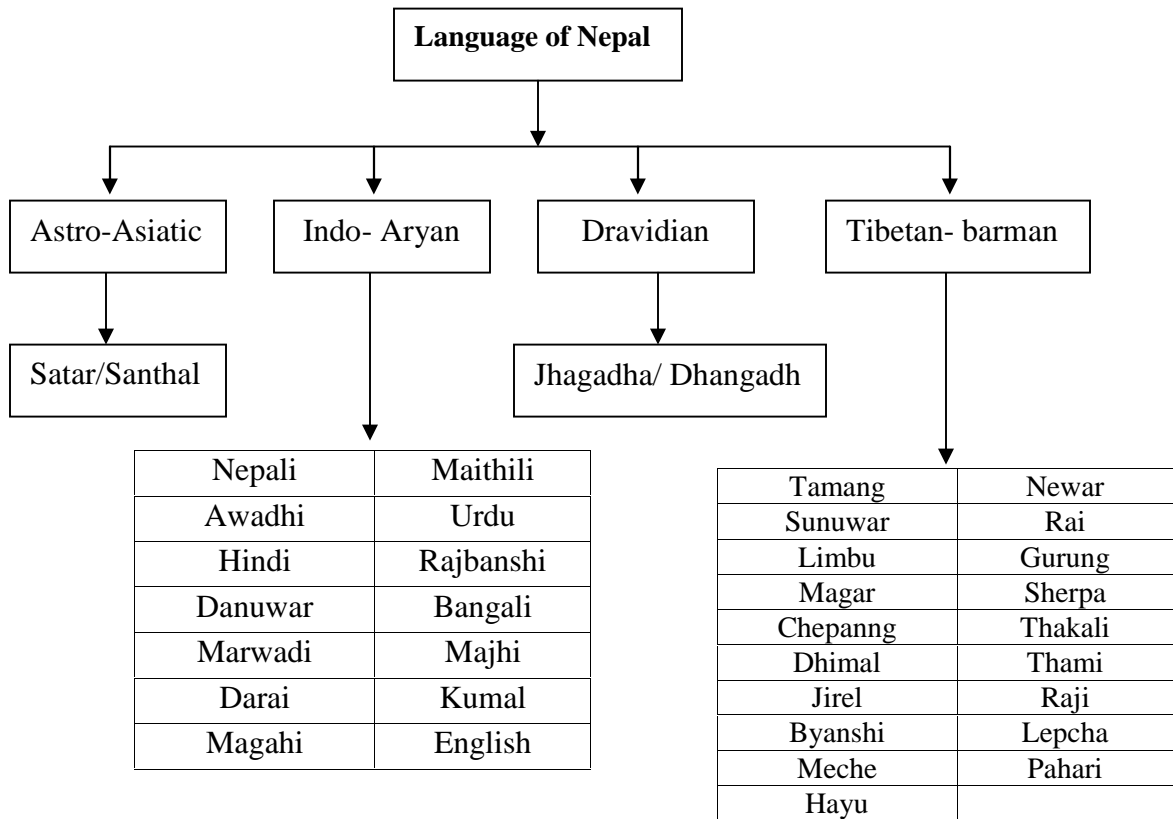 Language of Nepal
Astro-Asiatic
Indo- Aryan
Dravidian
Tibetan- barman
Satar/Santhal
Jhagadha/ Dhangadh
Nepali Maithili
Awadhi Urdu
Hindi Rajbanshi
Danuwar Bangali
Marwadi Majhi
Darai Kumal
Magahi English
Tamang Newar
Sunuwar Rai
Limbu Gurung
Magar Sherpa
Chepanng Thakali
Dhimal Thami
Jirel Raji
Byanshi Lepcha
Meche Pahari
Hayu